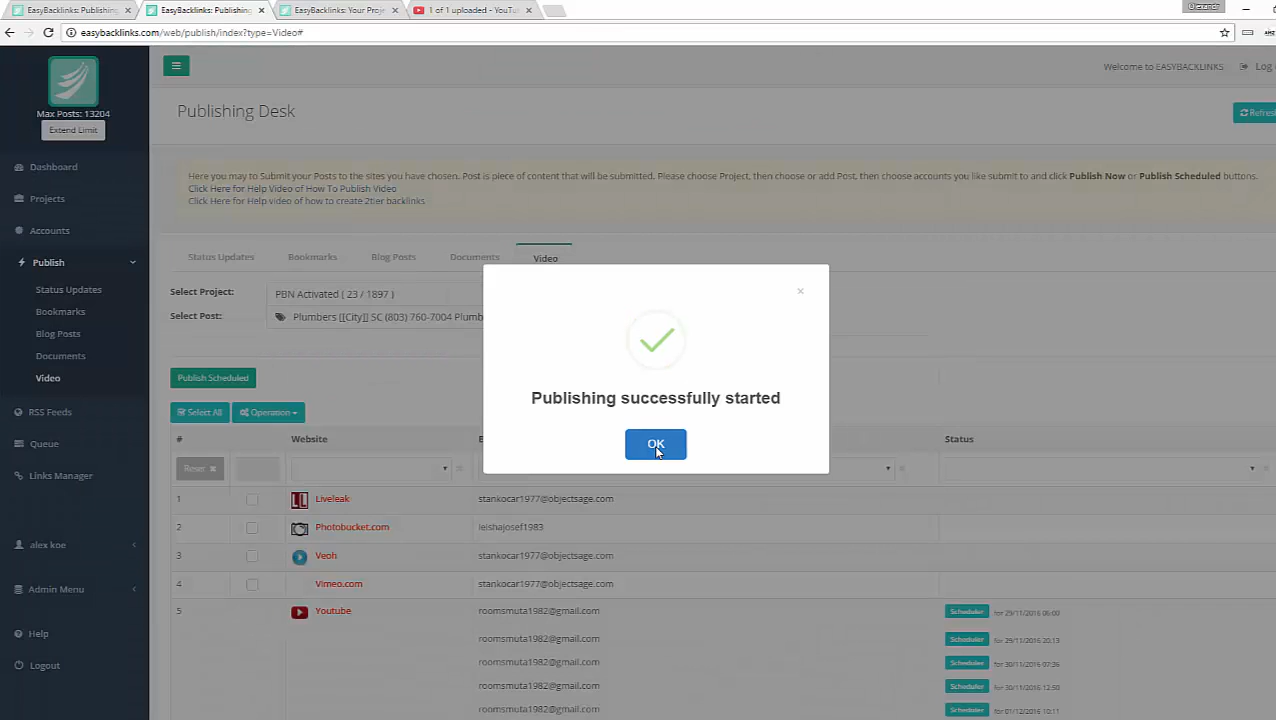 EasyBacklinks: Publishing
EasyBacklinks: Publishing
EasyBacklinks: Your Proje
1 of 1 uploaded - YouTu
easybacklinks.com/web/publish/index?type=Video#
Max Posts: 13204
Extend Limit
Welcome to EASYBACKLINKS
Log
Publishing Desk
Refres
Here you may to Submit your Posts to the sites you have chosen. Post is piece of content that will be submitted. Please choose Project, then choose or add Post, then choose accounts you like submit to and click Publish Now or Publish Scheduled buttons.
Click Here for Help Video of How To Publish Video
Click Here for Help video of how to create 2tier backlinks
Dashboard
Projects
Accounts
Publish
Status Updates
Bookmarks
Blog Posts
Documents
Video
RSS Feeds
Queue
Links Manager
alex koe
Admin Menu
Help
Logout
Status Updates
Bookmarks
Blog Posts
Documents
Video
Select Project:
PBN Activated ( 23 / 1897 )
Select Post:
Plumbers [[City]] SC (803) 760-7004 Plumb
Publish Scheduled
Select All
Operation
Publishing successfully started
OK
# Website E Status
Reset
1 Liveleak stankocar1977@objectsage.com
2 Photobucket.com leishajosef1983
3 Veoh stankocar1977@objectsage.com
4 Vimeo.com stankocar1977@objectsage.com
5 Youtube roomsmuta1982@gmail.com Scheduler for 29/11/2016 06:00
roomsmuta1982@gmail.com Scheduler for 29/11/2016 20:13
roomsmuta1982@gmail.com Scheduler for 30/11/2016 07:36
roomsmuta1982@gmail.com Scheduler for 30/11/2016 12:50
roomsmuta1982@gmail.com Scheduler for 01/12/2016 10:11